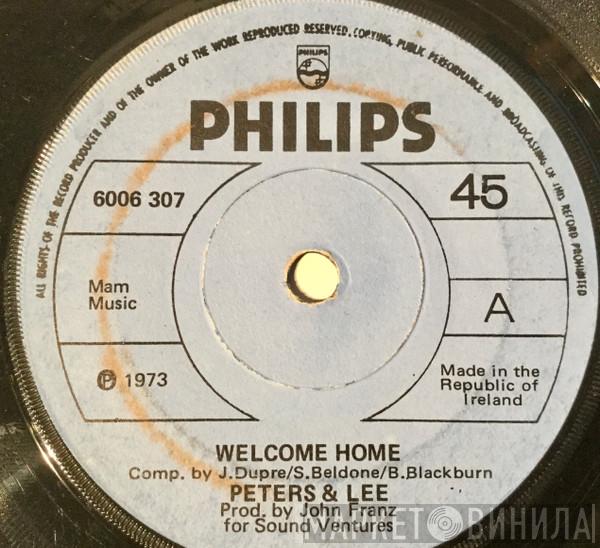 ALL RIGHTS OF THE RECORD PRODUCER AND OF THE OWNER OF THE WORK REPRODUCED RESERVED. COPYING, PUBLIC PERFORMANCE AND BROADCASTING OF THIS RECORD PROHIBITED
PHILIPS
PHILIPS
6006 307
45
Mam
Music
A
℗ 1973
Made in the
Republic of
Ireland
WELCOME HOME
Comp. by J.Dupre/S.Beldone/B.Blackburn
PETERS & LEE
Prod. by John Franz
for Sound Ventures
МАРКЕТ ВИНИЛА